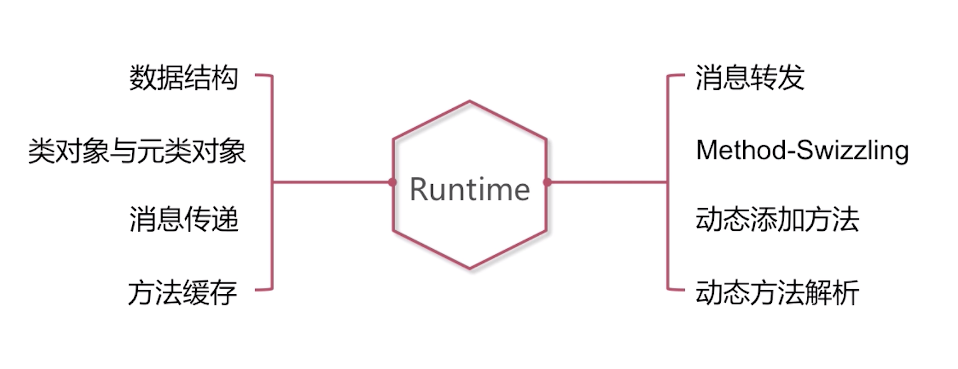 数据结构
类对象与元类对象
消息传递
方法缓存
Runtime
消息转发
Method-Swizzling
动态添加方法
动态方法解析